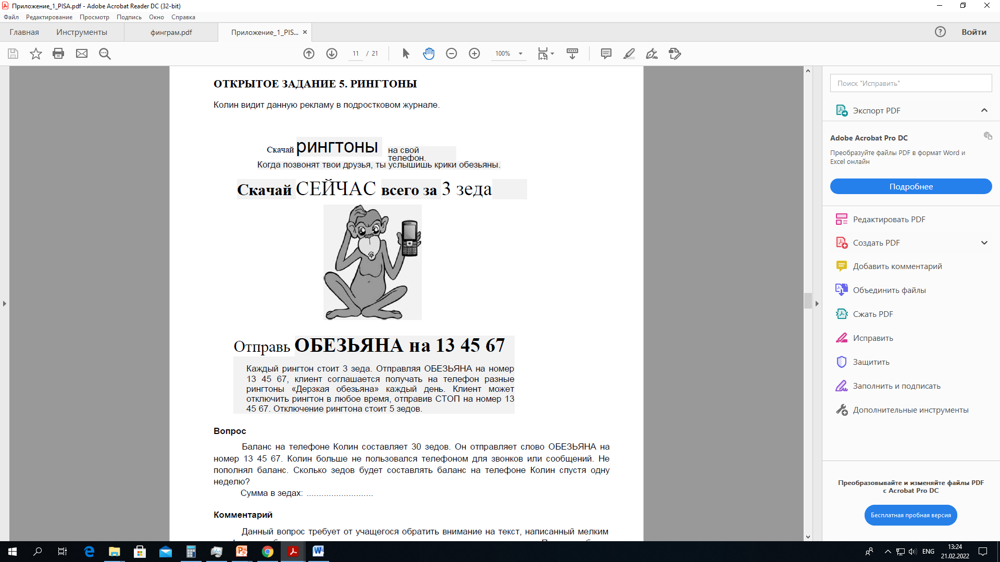 Приложение_1_PISA.pdf - Adobe Acrobat Reader DC (32-bit)
Файл Редактирование Просмотр Подпись Окно Справка
Главная Инструменты финграм.pdf Приложение_1_PIS... × ? Войти
11 / 21 100%
ОТКРЫТОЕ ЗАДАНИЕ 5. РИНГТОНЫ
Колин видит данную рекламу в подростковом журнале.
Скачай рингтоны на свой
телефон.
Когда позвонят твои друзья, ты услышишь крики обезьяны.
Скачай СЕЙЧАС всего за 3 зеда
Отправь ОБЕЗЬЯНА на 13 45 67
Каждый рингтон стоит 3 зеда. Отправляя ОБЕЗЬЯНА на номер
13 45 67, клиент соглашается получать на телефон разные
рингтоны «Дерзкая обезьяна» каждый день. Клиент может
отключить рингтон в любое время, отправив СТОП на номер 13
45 67. Отключение рингтона стоит 5 зедов.
Вопрос
Баланс на телефоне Колин составляет 30 зедов. Он отправляет слово ОБЕЗЬЯНА на
номер 13 45 67. Колин больше не пользовался телефоном для звонков или сообщений. Не
пополнял баланс. Сколько зедов будет составлять баланс на телефоне Колин спустя одну
неделю?
Сумма в зедах: ...........................
Комментарий
Данный вопрос требует от учащегося обратить внимание на текст, написанный мелким
Поиск "Исправить"
Экспорт PDF
Adobe Acrobat Pro DC
Преобразуйте файлы PDF в формат Word и
Excel онлайн
Подробнее
Редактировать PDF
Создать PDF
Добавить комментарий
Объединить файлы
Сжать PDF
Исправить
Защитить
Заполнить и подписать
Дополнительные инструменты
Преобразовывайте и изменяйте файлы PDF
с Acrobat Pro DC
Бесплатная пробная версия
ENG
13:24
21.02.2022